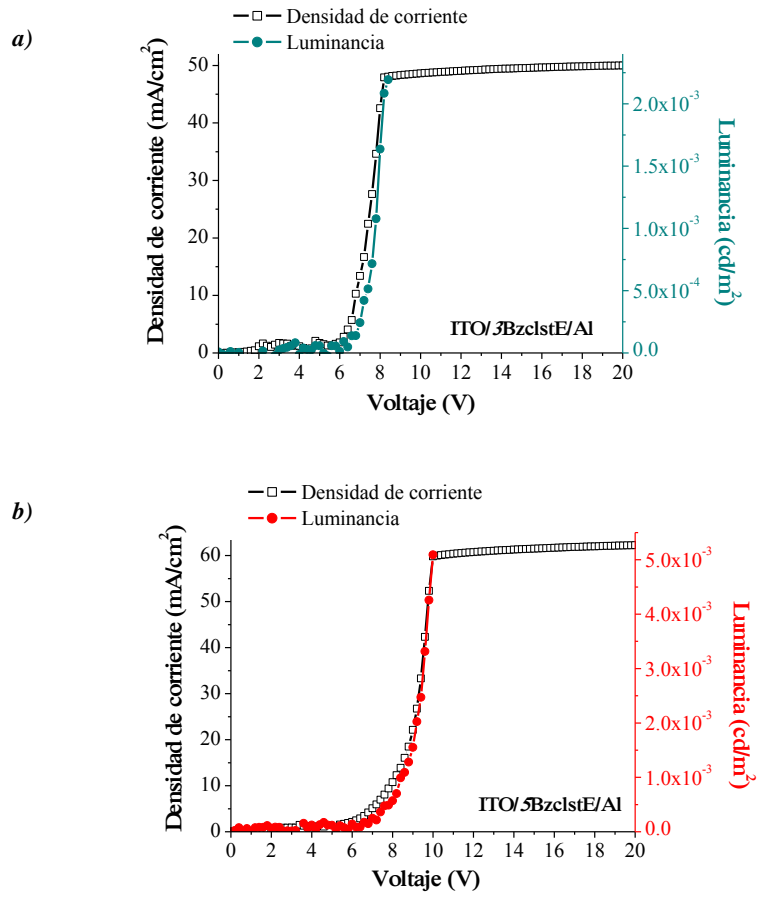 a)
Densidad de corriente
Luminancia
Densidad de corriente (mA/cm²)
50
40
30
20
10
0
2.0x10⁻³
1.5x10⁻³
1.0x10⁻³
5.0x10⁻⁴
0.0
Luminancia (cd/m²)
ITO/3BzclstE/Al
0 2 4 6 8 10 12 14 16 18 20
Voltaje (V)
b)
Densidad de corriente
Luminancia
Densidad de corriente (mA/cm²)
60
50
40
30
20
10
0
5.0x10⁻³
4.0x10⁻³
3.0x10⁻³
2.0x10⁻³
1.0x10⁻³
0.0
Luminancia (cd/m²)
ITO/5BzclstE/Al
0 2 4 6 8 10 12 14 16 18 20
Voltaje (V)